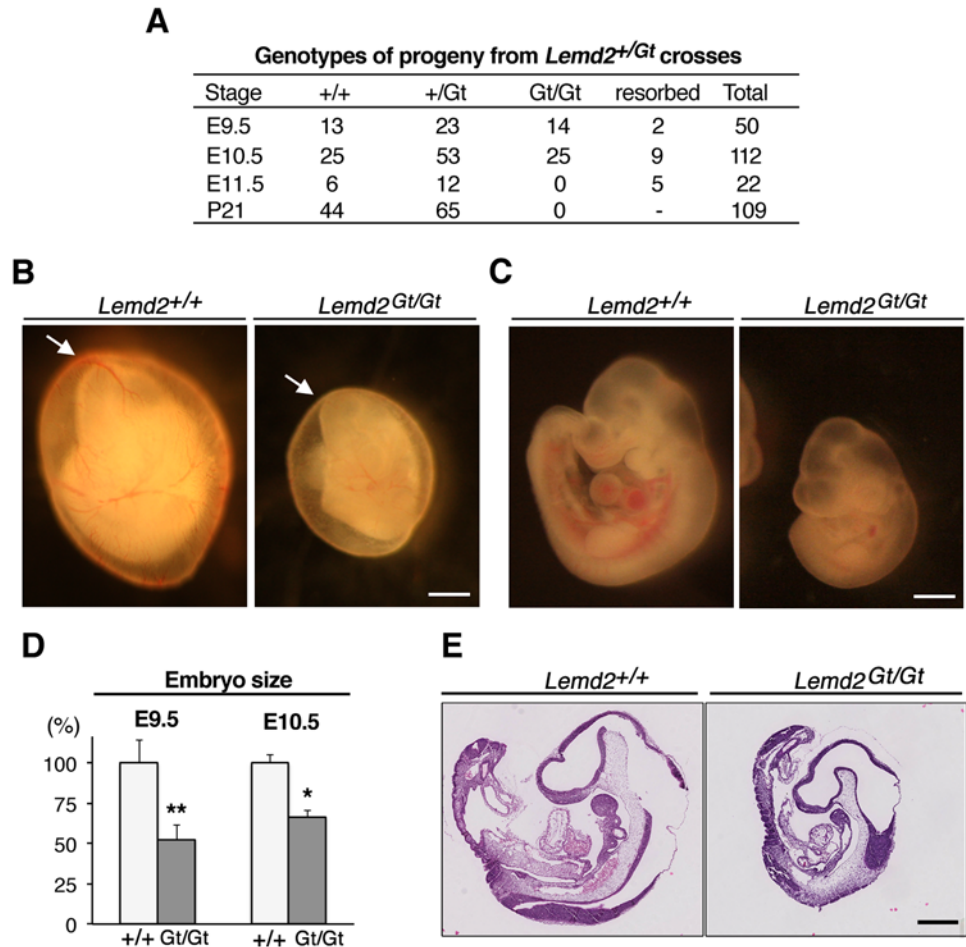 A
Genotypes of progeny from Lemd2+/Gt crosses
Stage +/+ +/Gt Gt/Gt resorbed Total
E9.5 13 23 14 2 50
E10.5 25 53 25 9 112
E11.5 6 12 0 5 22
P21 44 65 0 - 109
B
Lemd2+/+ Lemd2Gt/Gt
C
Lemd2+/+ Lemd2Gt/Gt
D
Embryo size
(%) E9.5 E10.5
100
75
50
25
0
** *
+/+ Gt/Gt +/+ Gt/Gt
E
Lemd2+/+ Lemd2Gt/Gt